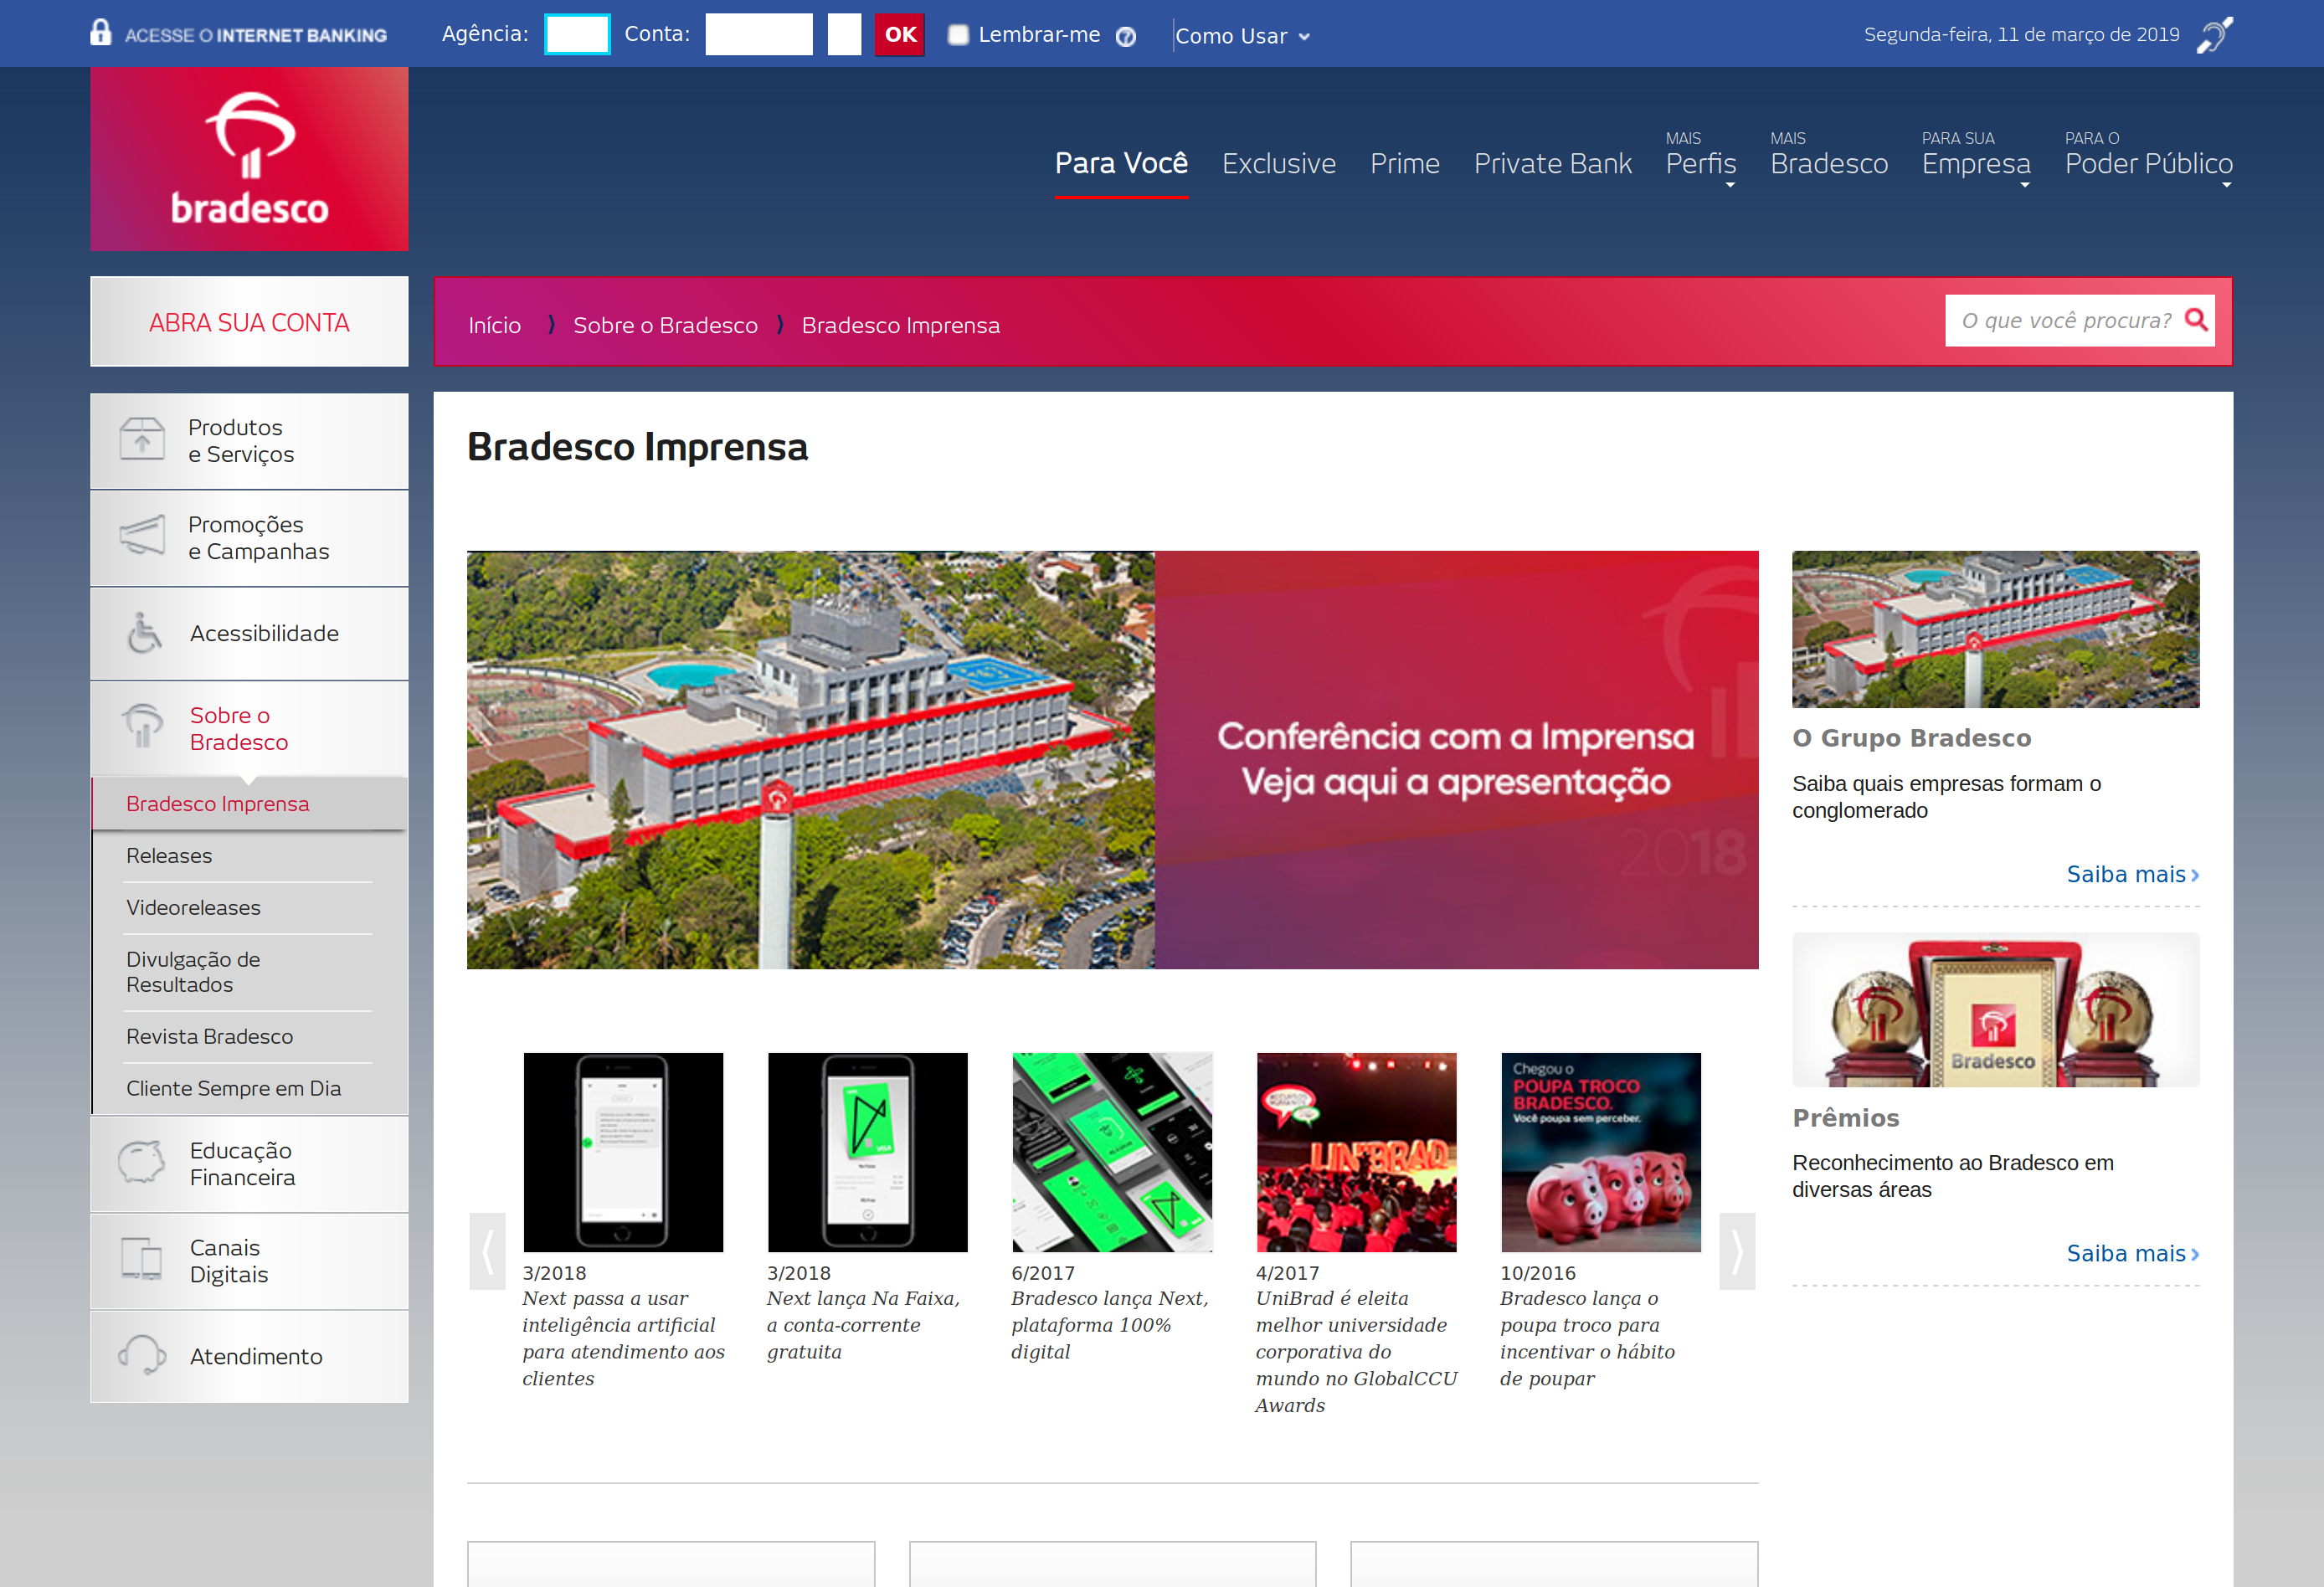 ACESSE O INTERNET BANKING
Agência:
Conta:
OK
Lembrar-me
?
Como Usar
Segunda-feira, 11 de março de 2019
bradesco
Para Você
Exclusive
Prime
Private Bank
MAIS
Perfis
MAIS
Bradesco
PARA SUA
Empresa
PARA O
Poder Público
ABRA SUA CONTA
Início
Sobre o Bradesco
Bradesco Imprensa
O que você procura?
Produtos
e Serviços
Promoções
e Campanhas
Acessibilidade
Sobre o
Bradesco
Bradesco Imprensa
Releases
Videoreleases
Divulgação de
Resultados
Revista Bradesco
Cliente Sempre em Dia
Educação
Financeira
Canais
Digitais
Atendimento
Bradesco Imprensa
Conferência com a Imprensa
Veja aqui a apresentação
2018
3/2018
Next passa a usar
inteligência artificial
para atendimento aos
clientes
VISA
3/2018
Next lança Na Faixa,
a conta-corrente
gratuita
6/2017
Bradesco lança Next,
plataforma 100%
digital
UNIBRAD
4/2017
UniBrad é eleita
melhor universidade
corporativa do
mundo no GlobalCCU
Awards
Chegou o
POUPA TROCO
BRADESCO.
Você poupa sem perceber.
10/2016
Bradesco lança o
poupa troco para
incentivar o hábito
de poupar
O Grupo Bradesco
Saiba quais empresas formam o
conglomerado
Saiba mais
Bradesco
Prêmios
Reconhecimento ao Bradesco em
diversas áreas
Saiba mais